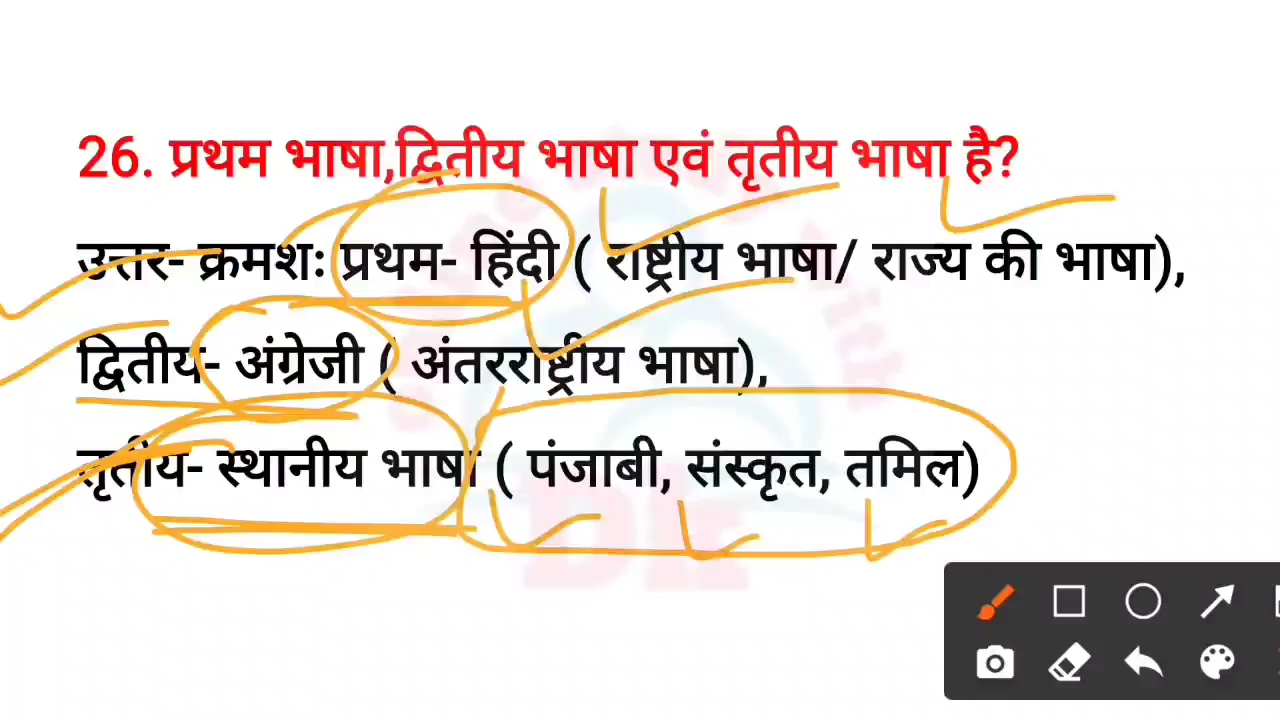 26. प्रथम भाषा,द्वितीय भाषा एवं तृतीय भाषा है?
उत्तर- क्रमशः प्रथम- हिंदी ( राष्ट्रीय भाषा/ राज्य की भाषा),
द्वितीय- अंग्रेजी ( अंतरराष्ट्रीय भाषा),
तृतीय- स्थानीय भाषा ( पंजाबी, संस्कृत, तमिल)